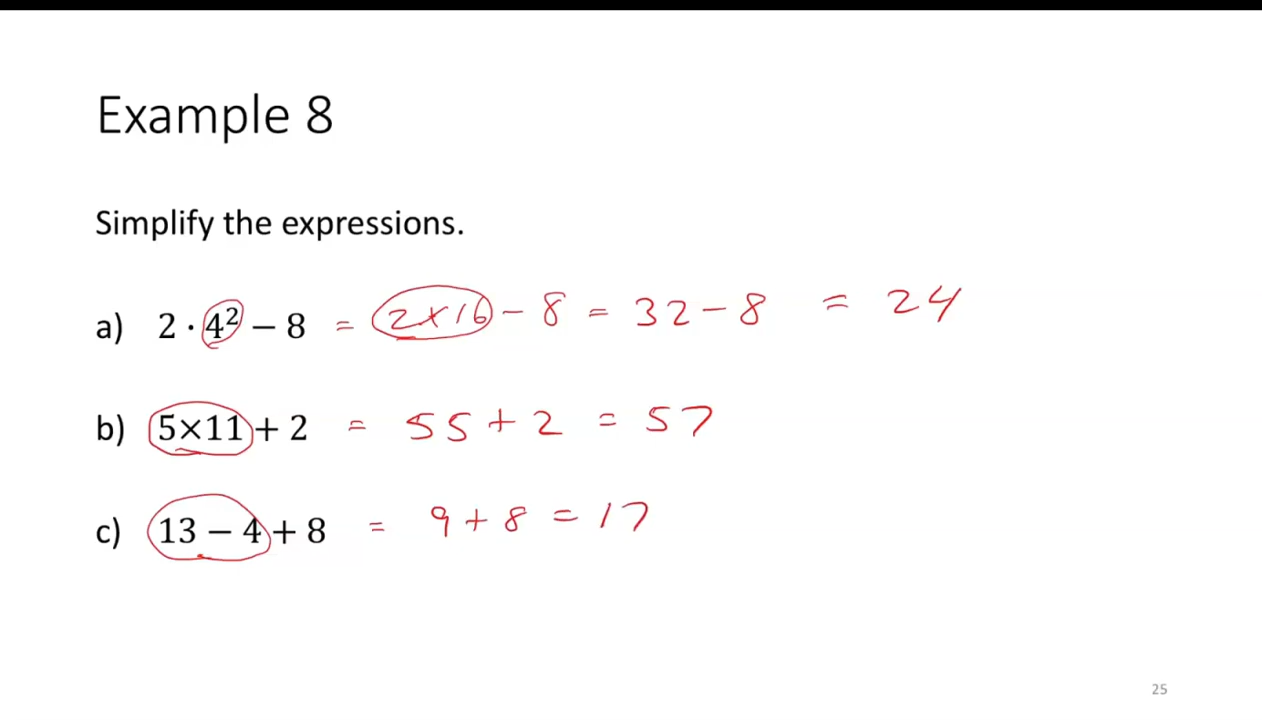 Example 8
Simplify the expressions.
a) 2 · 4² − 8 = 2×16 − 8 = 32 − 8 = 24
b) 5×11 + 2 = 55 + 2 = 57
c) 13 − 4 + 8 = 9 + 8 = 17
25